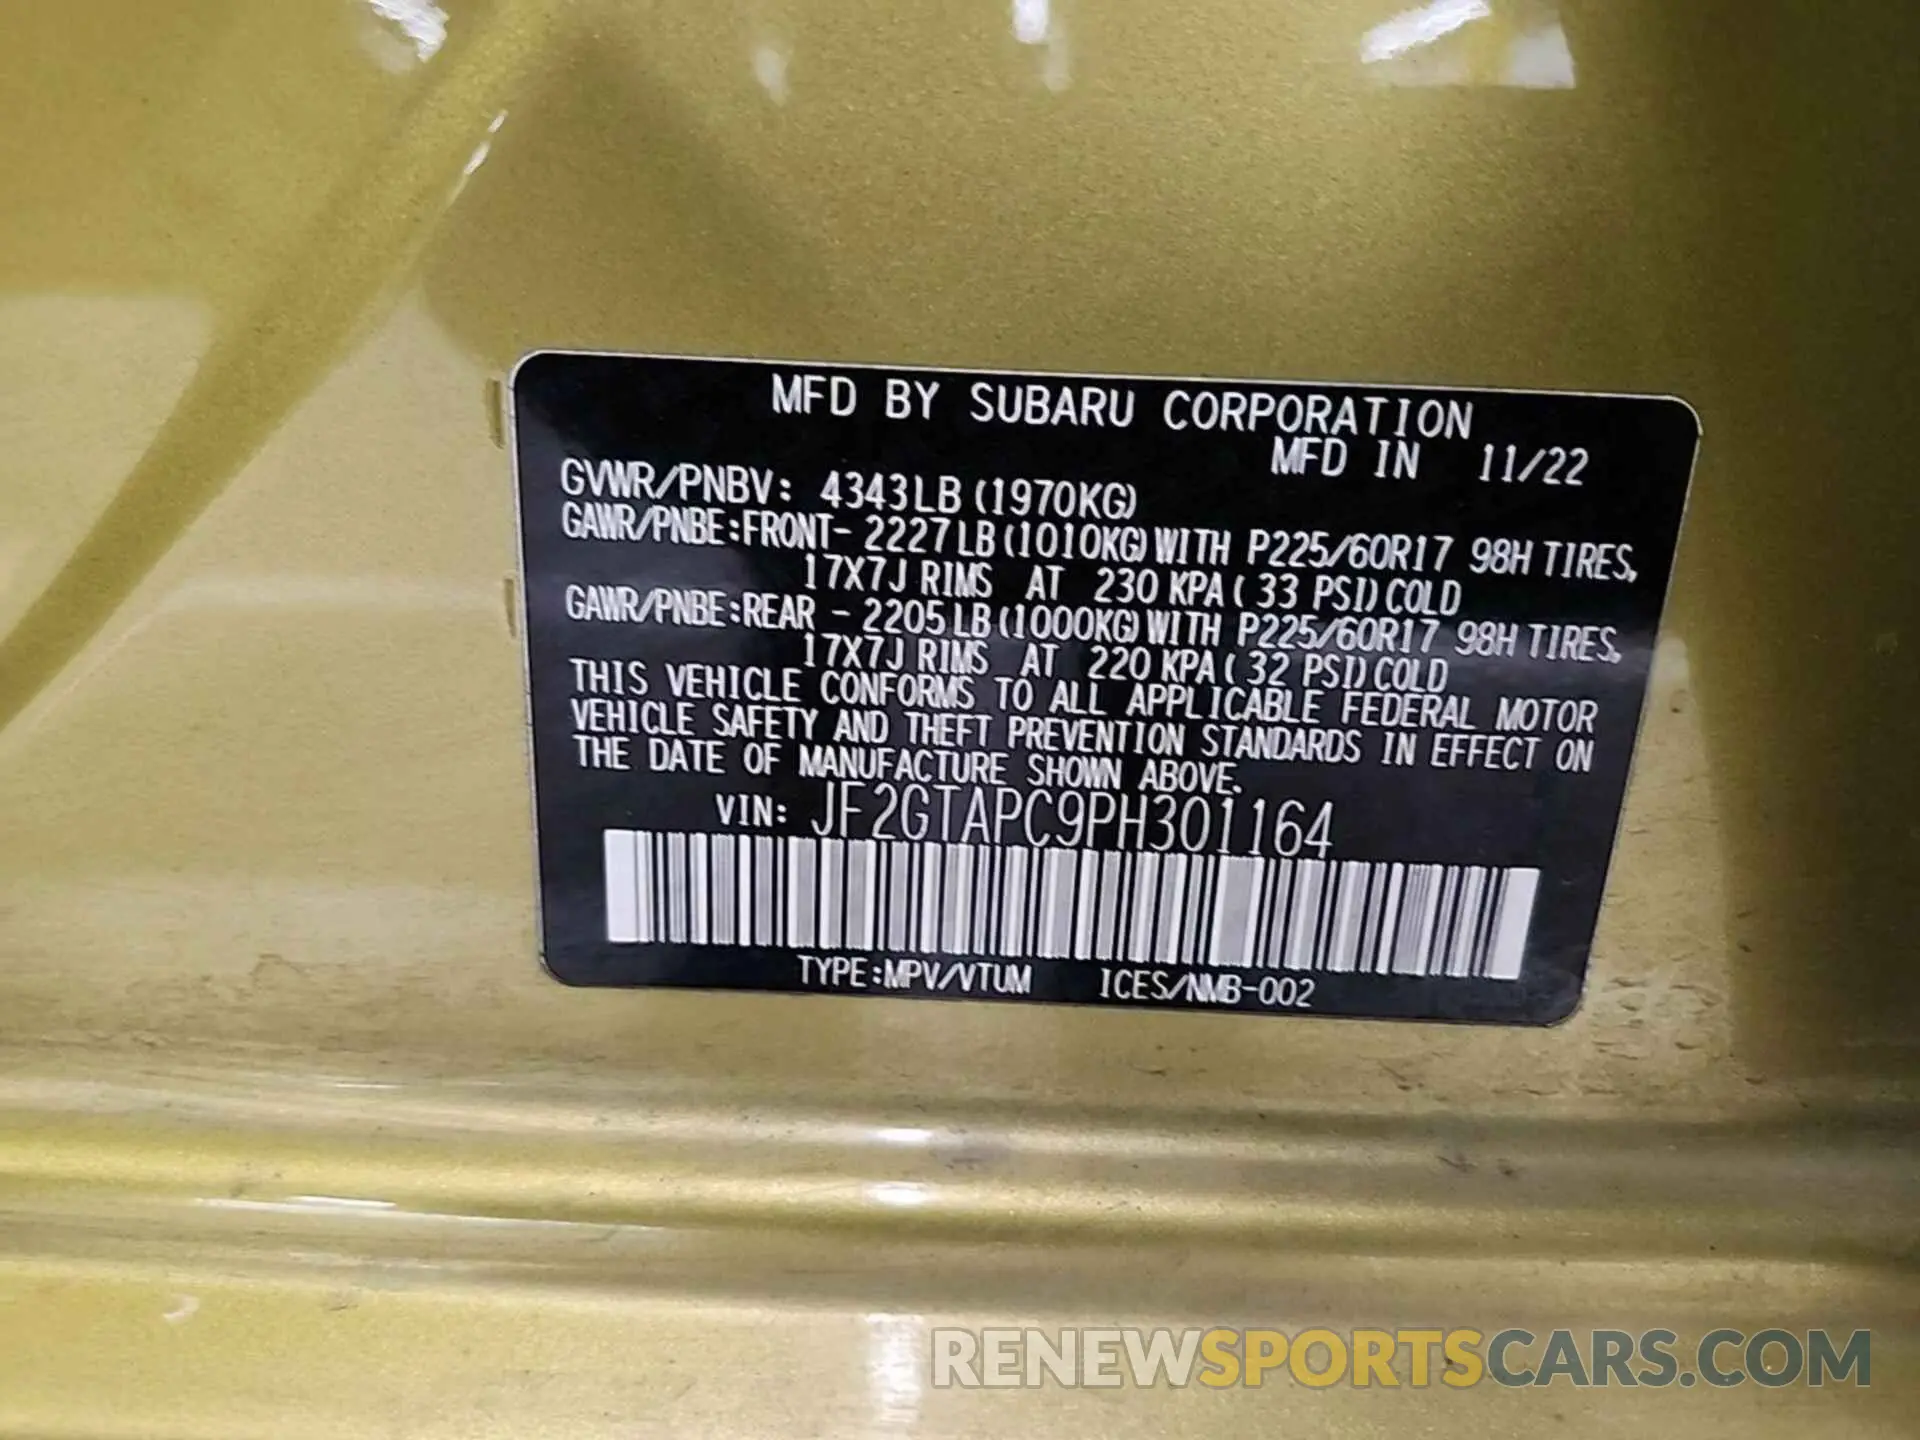 MFD BY SUBARU CORPORATION
MFD IN 11/22
GVWR/PNBV: 4343LB (1970KG)
GAWR/PNBE:FRONT- 2227LB (1010KG) WITH P225/60R17 98H TIRES,
17X7J RIMS AT 230 KPA ( 33 PSI) COLD
GAWR/PNBE:REAR - 2205LB (1000KG) WITH P225/60R17 98H TIRES,
17X7J RIMS AT 220 KPA ( 32 PSI) COLD
THIS VEHICLE CONFORMS TO ALL APPLICABLE FEDERAL MOTOR
VEHICLE SAFETY AND THEFT PREVENTION STANDARDS IN EFFECT ON
THE DATE OF MANUFACTURE SHOWN ABOVE.
VIN: JF2GTAPC9PH301164
TYPE:MPV/VTUM ICES/NMB-002
RENEWSPORTSCARS.COM